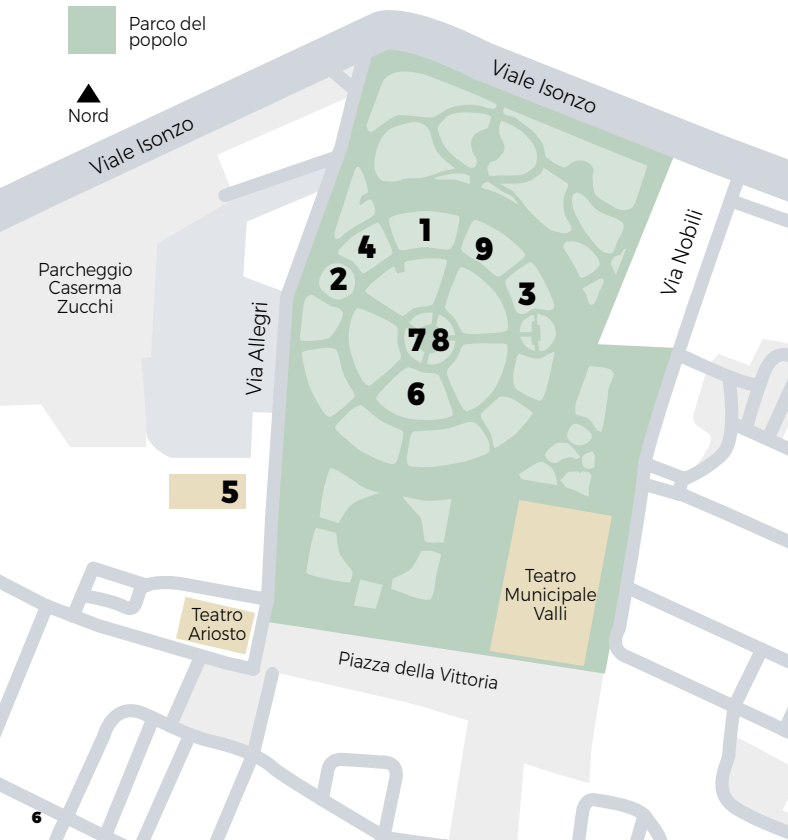 Parco del
popolo
Nord
Viale Isonzo
Viale Isonzo
Via Nobili
1
4
9
2
3
Parcheggio
Caserma
Zucchi
Via Allegri
7 8
6
5
Teatro
Municipale
Valli
Teatro
Ariosto
Piazza della Vittoria
6